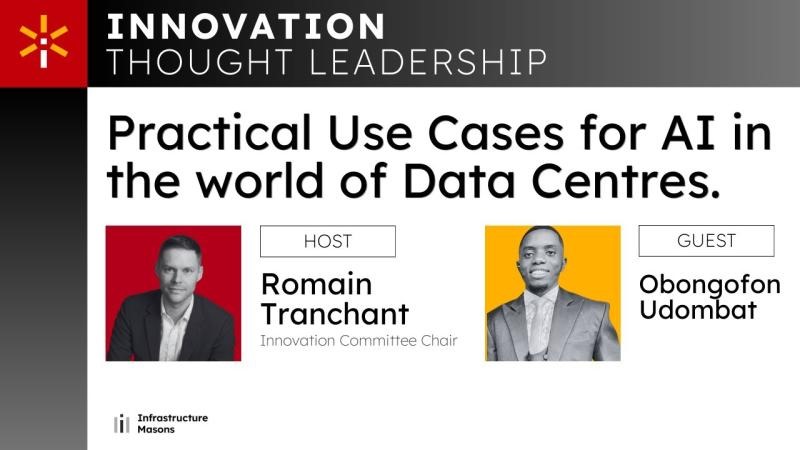 INNOVATION
THOUGHT LEADERSHIP
Practical Use Cases for AI in
the world of Data Centres.
HOST
Romain
Tranchant
Innovation Committee Chair
GUEST
Obongofon
Udombat
Infrastructure
Masons